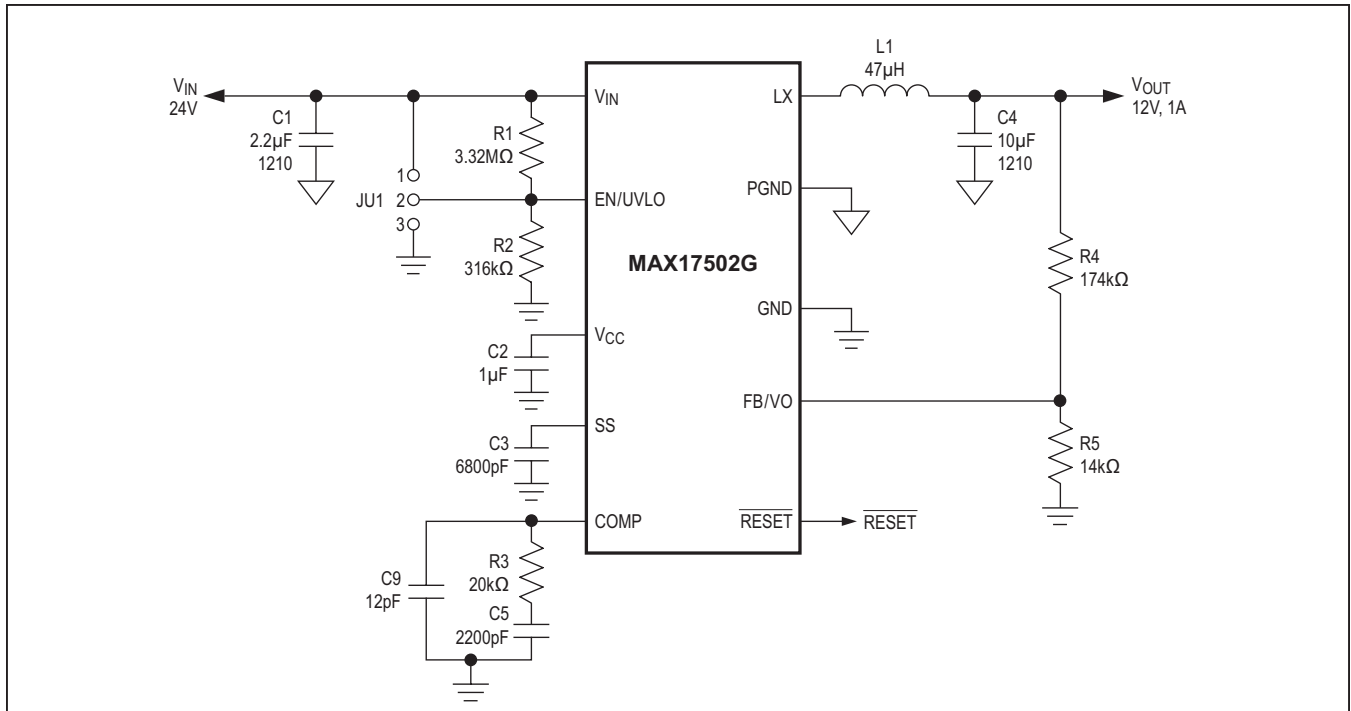 VIN
24V
C1
2.2µF
1210
JU1
1
2
3
R1
3.32MΩ
R2
316kΩ
C2
1µF
C3
6800pF
C9
12pF
R3
20kΩ
C5
2200pF
VIN
EN/UVLO
VCC
SS
COMP
MAX17502G
LX
PGND
GND
FB/VO
RESET
RESET
L1
47µH
C4
10µF
1210
VOUT
12V, 1A
R4
174kΩ
R5
14kΩ